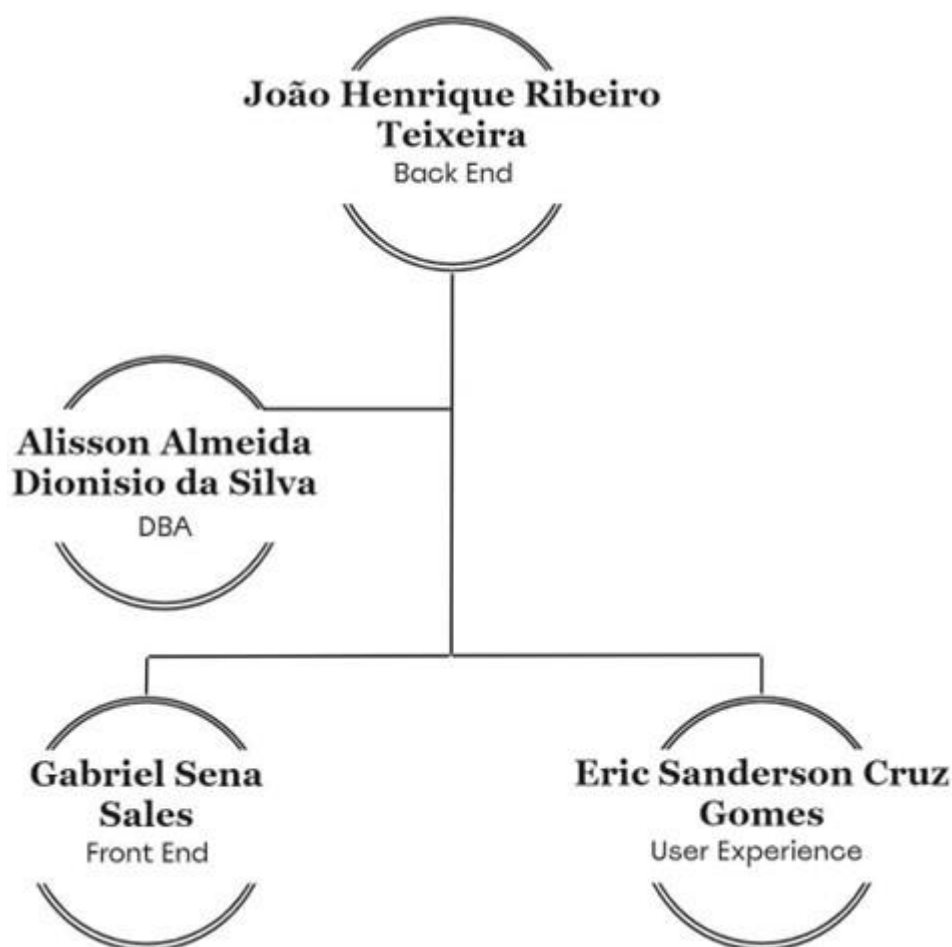 João Henrique Ribeiro
Teixeira
Back End
Alisson Almeida
Dionisio da Silva
DBA
Gabriel Sena
Sales
Front End
Eric Sanderson Cruz
Gomes
User Experience